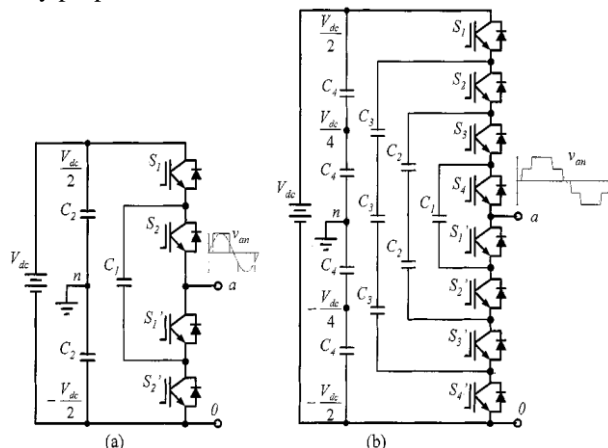 V_dc/2
S_1
C_2
S_2
v_an
V_dc
n
C_1
a
C_2
S_1'
S_2'
-V_dc/2
0
(a)
V_dc/2
S_1
C_4
S_2
C_3
V_dc/4
S_3
C_2
v_an
C_4
S_4
V_dc
C_3
C_1
a
n
S_1'
C_4
C_2
S_2'
-V_dc/4
C_3
S_3'
C_4
-V_dc/2
S_4'
0
(b)